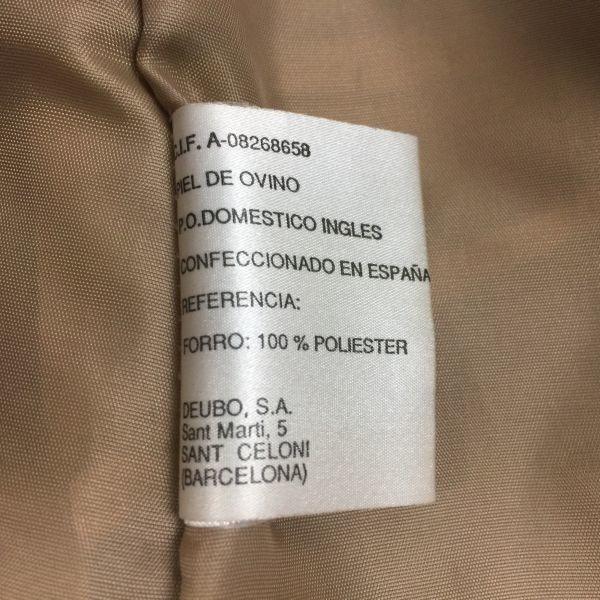 C.I.F. A-08268658
PIEL DE OVINO
P.O.DOMESTICO INGLES
CONFECCIONADO EN ESPAÑA
REFERENCIA:
FORRO: 100 % POLIESTER
DEUBO, S.A.
Sant Marti, 5
SANT CELONI
(BARCELONA)